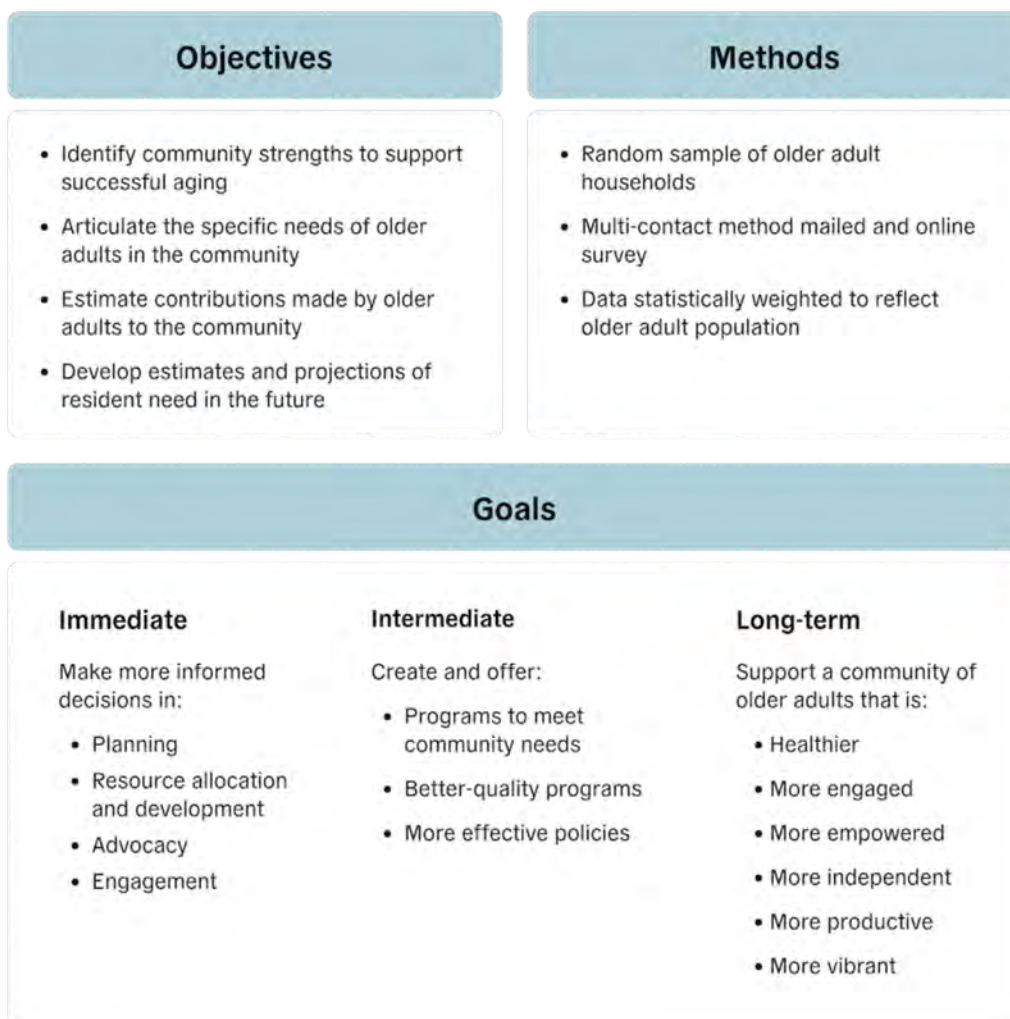 Objectives
• Identify community strengths to support
successful aging
• Articulate the specific needs of older
adults in the community
• Estimate contributions made by older
adults to the community
• Develop estimates and projections of
resident need in the future
Methods
• Random sample of older adult
households
• Multi-contact method mailed and online
survey
• Data statistically weighted to reflect
older adult population
Goals
Immediate
Make more informed
decisions in:
• Planning
• Resource allocation
and development
• Advocacy
• Engagement
Intermediate
Create and offer:
• Programs to meet
community needs
• Better-quality programs
• More effective policies
Long-term
Support a community of
older adults that is:
• Healthier
• More engaged
• More empowered
• More independent
• More productive
• More vibrant